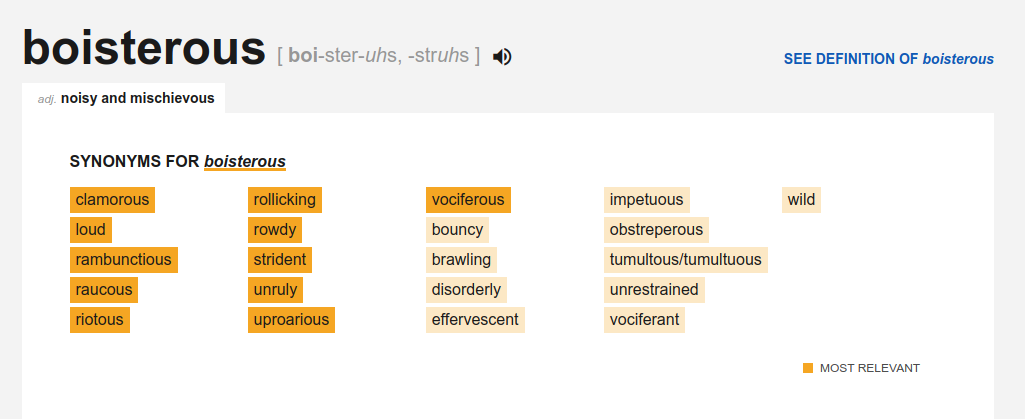 boisterous [ boi-ster-uhs, -struhs ]
SEE DEFINITION OF boisterous
adj. noisy and mischievous
SYNONYMS FOR boisterous
clamorous
loud
rambunctious
raucous
riotous
rollicking
rowdy
strident
unruly
uproarious
vociferous
bouncy
brawling
disorderly
effervescent
impetuous
obstreperous
tumultous/tumultuous
unrestrained
vociferant
wild
MOST RELEVANT